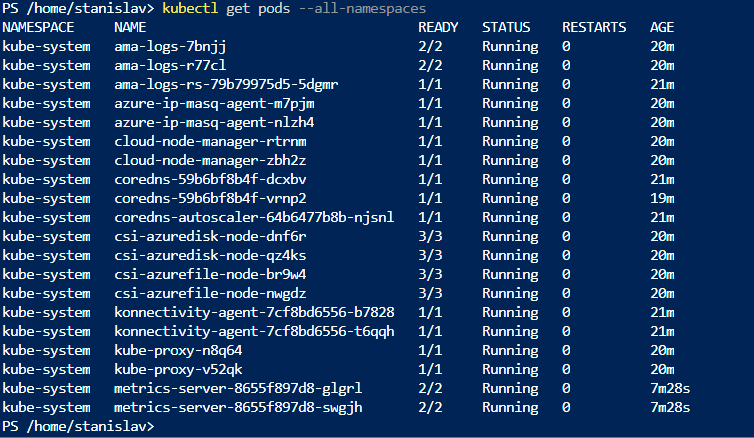 PS /home/stanislav> kubectl get pods --all-namespaces
NAMESPACE NAME READY STATUS RESTARTS AGE
kube-system ama-logs-7bnjj 2/2 Running 0 20m
kube-system ama-logs-r77cl 2/2 Running 0 20m
kube-system ama-logs-rs-79b79975d5-5dgmr 1/1 Running 0 21m
kube-system azure-ip-masq-agent-m7pjm 1/1 Running 0 20m
kube-system azure-ip-masq-agent-nlzh4 1/1 Running 0 20m
kube-system cloud-node-manager-rtrnm 1/1 Running 0 20m
kube-system cloud-node-manager-zbh2z 1/1 Running 0 20m
kube-system coredns-59b6bf8b4f-dcxbv 1/1 Running 0 21m
kube-system coredns-59b6bf8b4f-vrnp2 1/1 Running 0 19m
kube-system coredns-autoscaler-64b6477b8b-njsnl 1/1 Running 0 21m
kube-system csi-azuredisk-node-dnf6r 3/3 Running 0 20m
kube-system csi-azuredisk-node-qz4ks 3/3 Running 0 20m
kube-system csi-azurefile-node-br9w4 3/3 Running 0 20m
kube-system csi-azurefile-node-nwgdz 3/3 Running 0 20m
kube-system konnectivity-agent-7cf8bd6556-b7828 1/1 Running 0 21m
kube-system konnectivity-agent-7cf8bd6556-t6qqh 1/1 Running 0 21m
kube-system kube-proxy-n8q64 1/1 Running 0 20m
kube-system kube-proxy-v52qk 1/1 Running 0 20m
kube-system metrics-server-8655f897d8-glgrl 2/2 Running 0 7m28s
kube-system metrics-server-8655f897d8-swgjh 2/2 Running 0 7m28s
PS /home/stanislav>